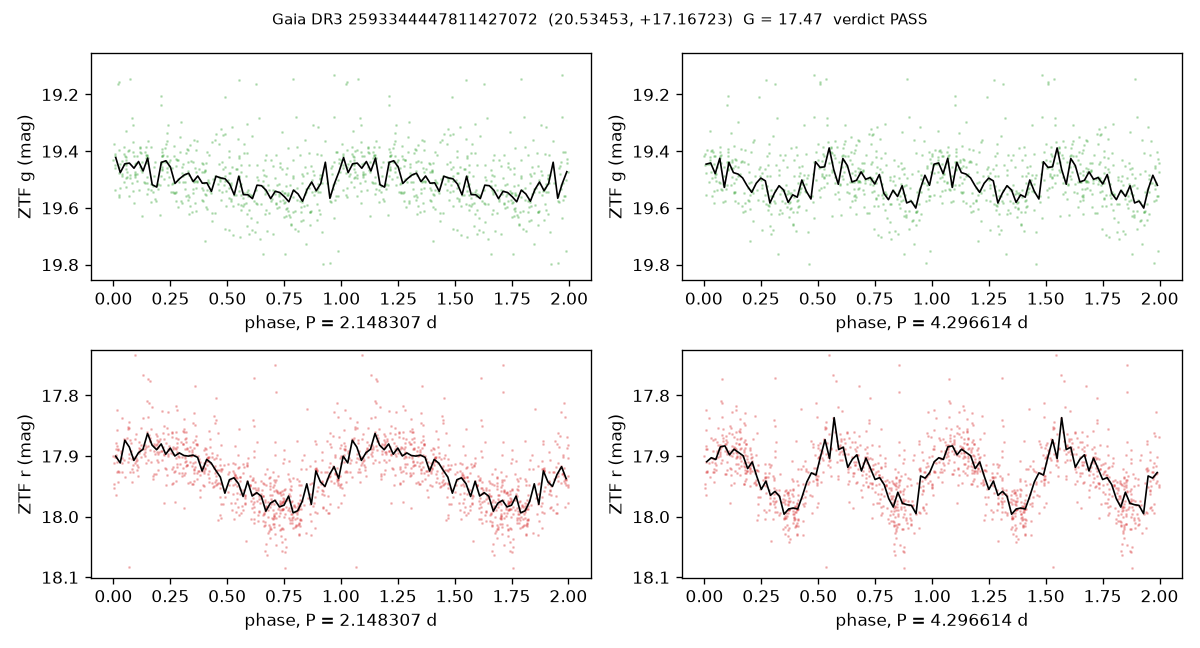 Gaia DR3 2593344447811427072  (20.53453, +17.16723)  G = 17.47  verdict PASS
ZTF g (mag)
19.2
19.4
19.6
19.8
0.00 0.25 0.50 0.75 1.00 1.25 1.50 1.75 2.00
phase, P = 2.148307 d
ZTF g (mag)
19.2
19.4
19.6
19.8
0.00 0.25 0.50 0.75 1.00 1.25 1.50 1.75 2.00
phase, P = 4.296614 d
ZTF r (mag)
17.8
17.9
18.0
18.1
0.00 0.25 0.50 0.75 1.00 1.25 1.50 1.75 2.00
phase, P = 2.148307 d
ZTF r (mag)
17.8
17.9
18.0
18.1
0.00 0.25 0.50 0.75 1.00 1.25 1.50 1.75 2.00
phase, P = 4.296614 d